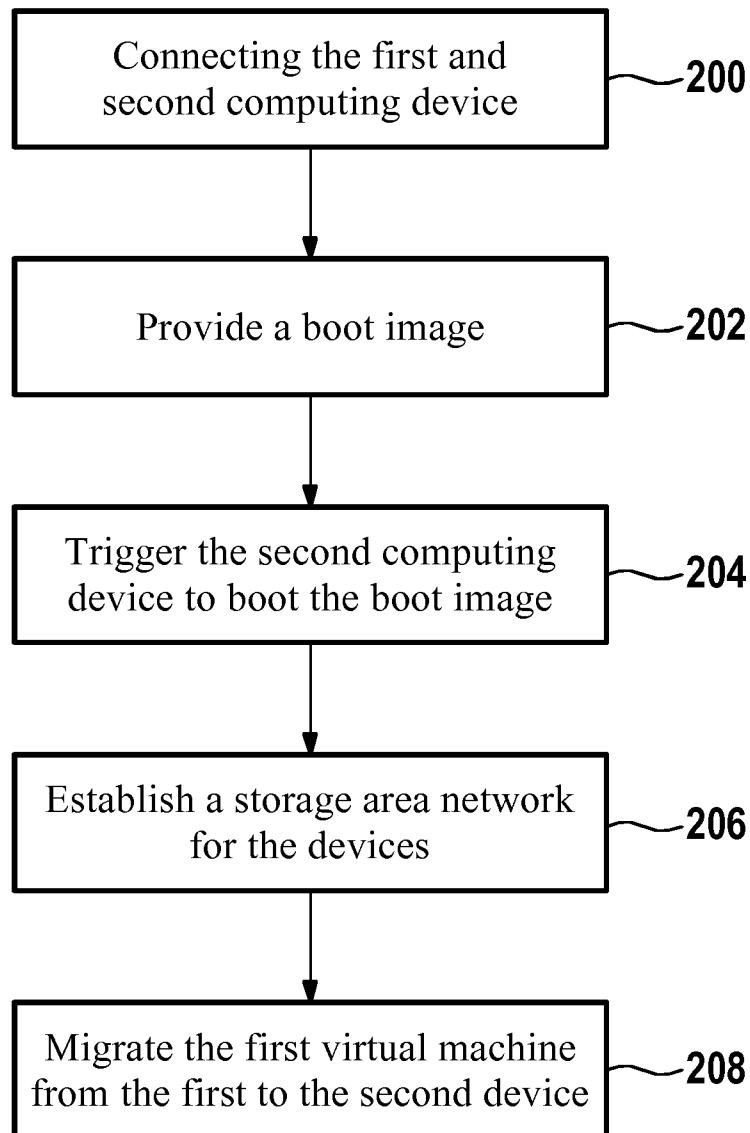 Connecting the first and
second computing device
200
Provide a boot image
202
Trigger the second computing
device to boot the boot image
204
Establish a storage area network
for the devices
206
Migrate the first virtual machine
from the first to the second device
208